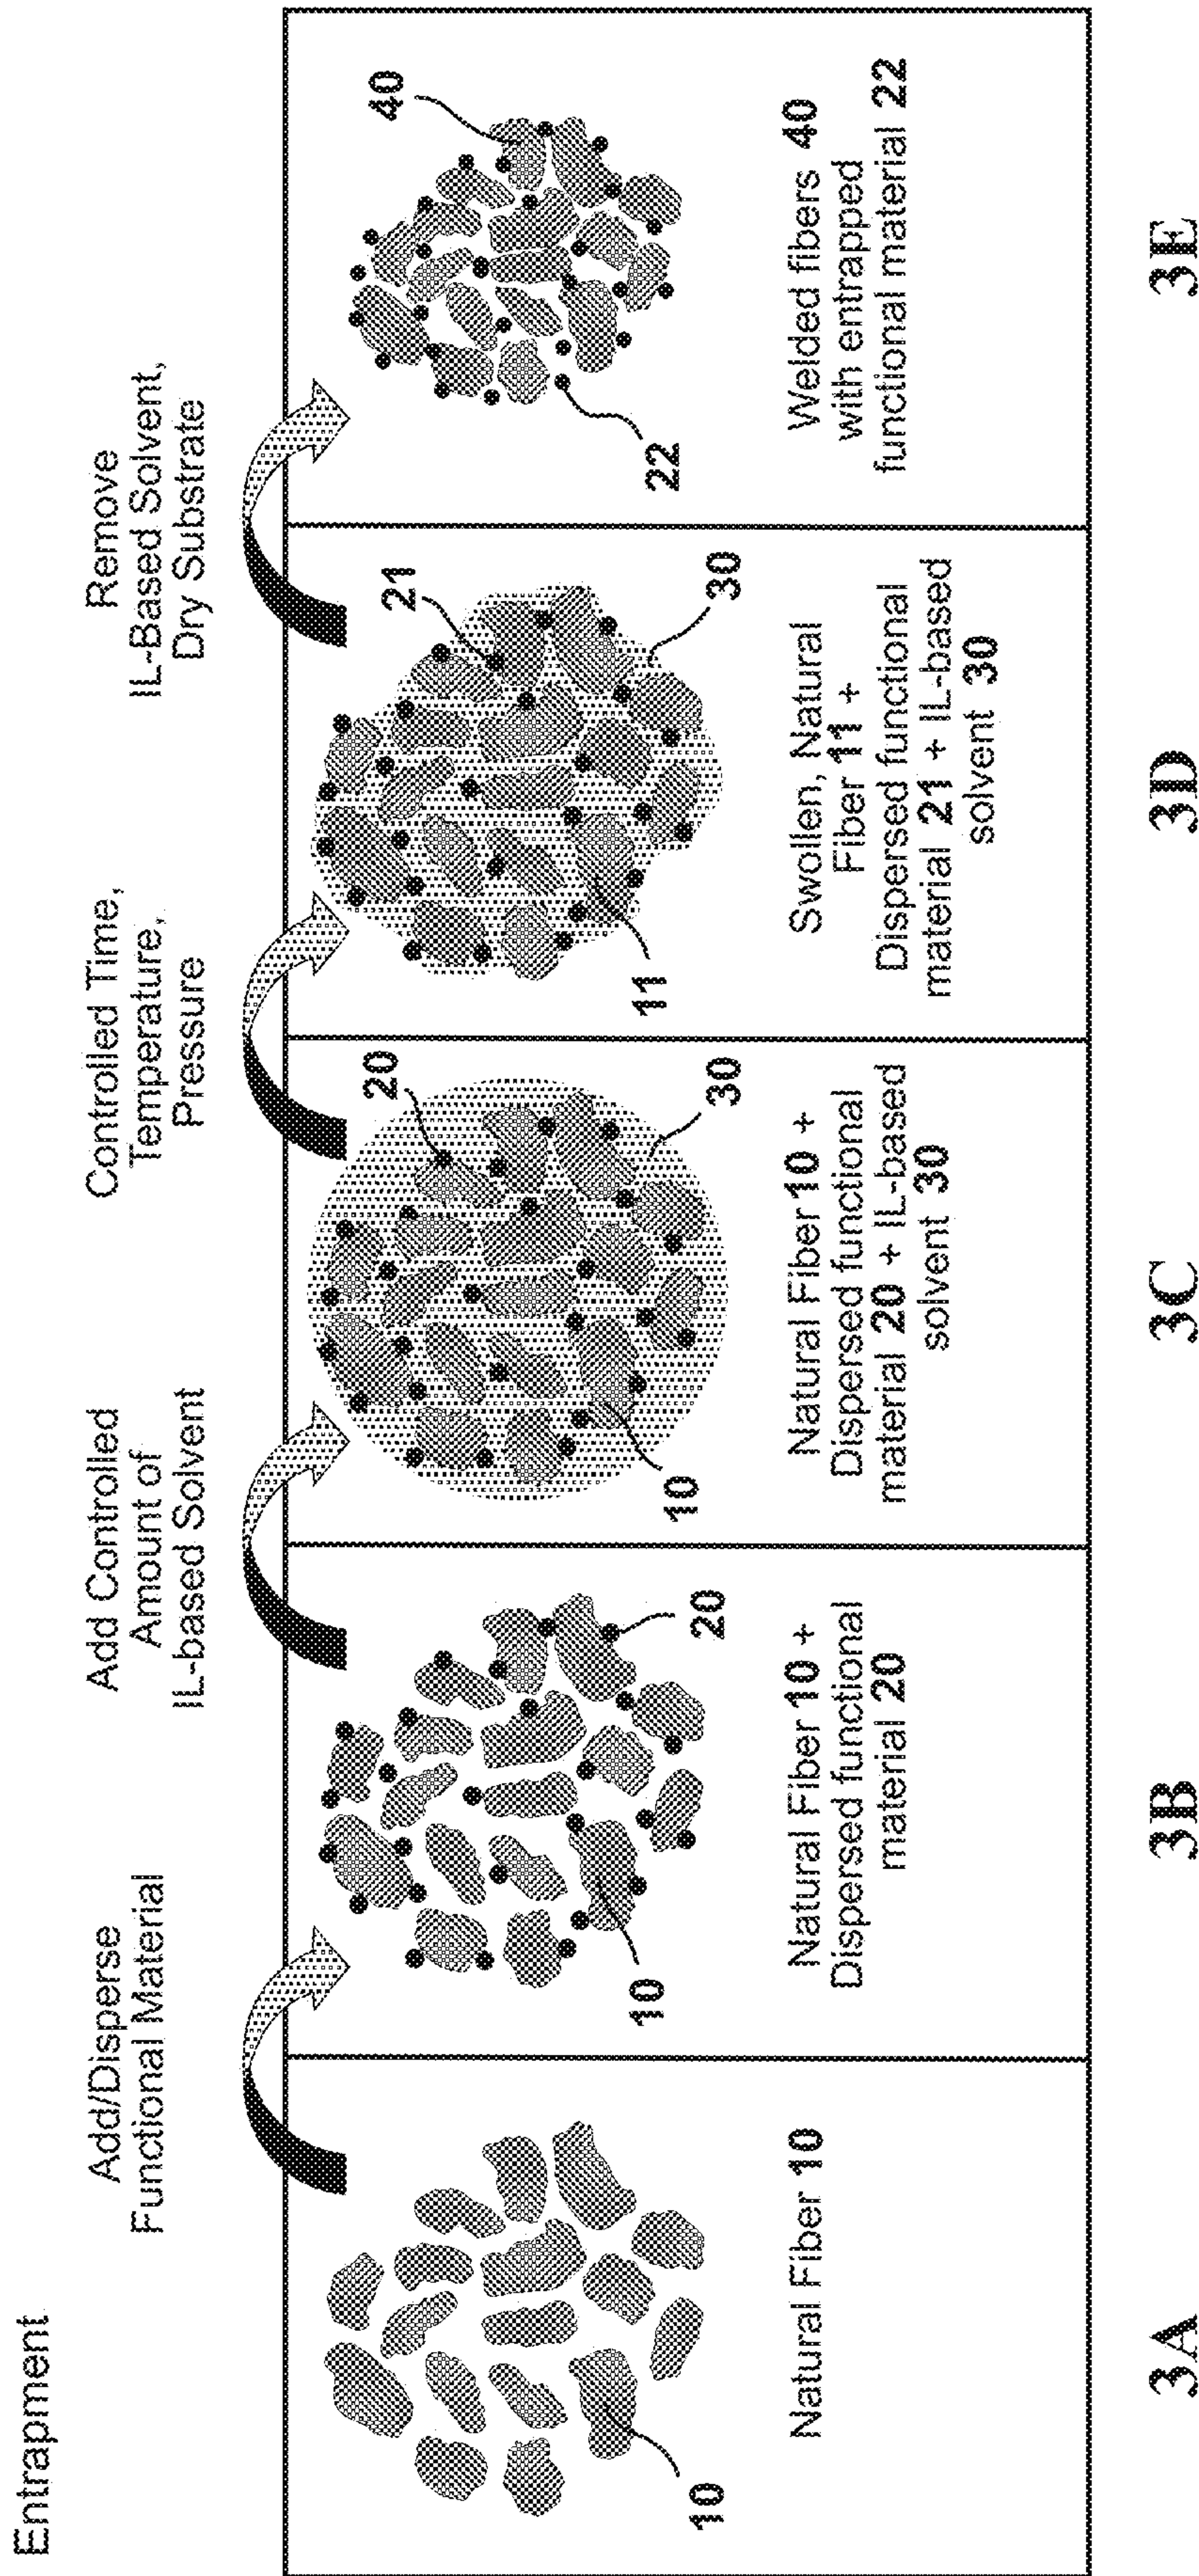 Entrapment
Add/Disperse
Functional Material
Add Controlled
Amount of
IL-based Solvent
Controlled Time,
Temperature,
Pressure
Remove
IL-Based Solvent,
Dry Substrate
10
Natural Fiber 10
3A
10
20
Natural Fiber 10 +
Dispersed functional
material 20
3B
20
10
30
Natural Fiber 10 +
Dispersed functional
material 20 + IL-based
solvent 30
3C
21
11
30
Swollen, Natural
Fiber 11 +
Dispersed functional
material 21 + IL-based
solvent 30
3D
40
22
Welded fibers 40
with entrapped
functional material 22
3E